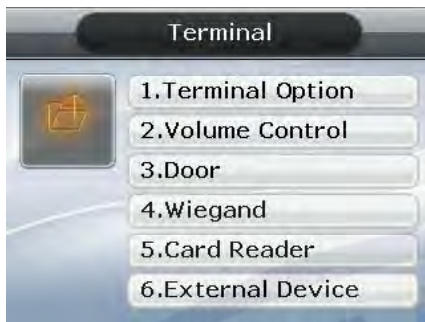 Terminal
1.Terminal Option
2.Volume Control
3.Door
4.Wiegand
5.Card Reader
6.External Device